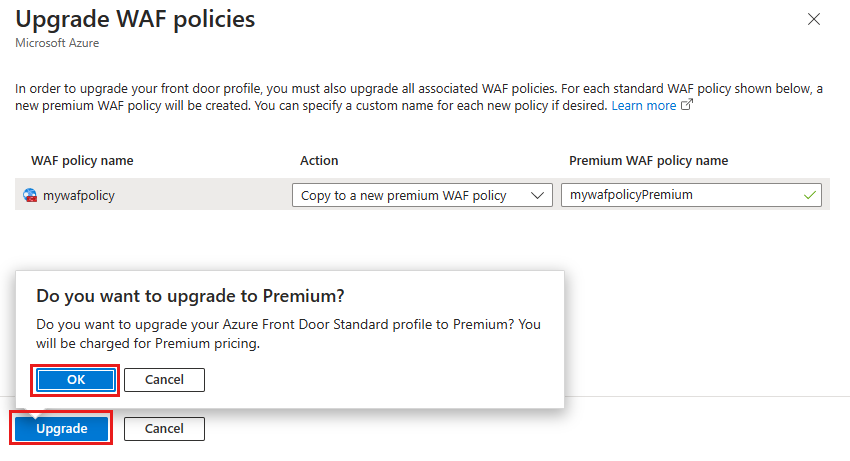 Upgrade WAF policies
Microsoft Azure
In order to upgrade your front door profile, you must also upgrade all associated WAF policies. For each standard WAF policy shown below, a
new premium WAF policy will be created. You can specify a custom name for each new policy if desired. Learn more
WAF policy name Action Premium WAF policy name
mywafpolicy Copy to a new premium WAF policy mywafpolicyPremium
Do you want to upgrade to Premium?
Do you want to upgrade your Azure Front Door Standard profile to Premium? You
will be charged for Premium pricing.
OK Cancel
Upgrade Cancel